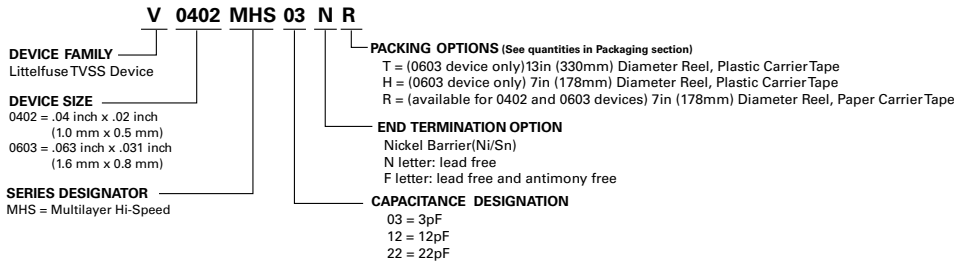 V 0402 MHS 03 N R
DEVICE FAMILY
Littelfuse TVSS Device
DEVICE SIZE
0402 = .04 inch x .02 inch
(1.0 mm x 0.5 mm)
0603 = .063 inch x .031 inch
(1.6 mm x 0.8 mm)
SERIES DESIGNATOR
MHS = Multilayer Hi-Speed
PACKING OPTIONS (See quantities in Packaging section)
T = (0603 device only)13in (330mm) Diameter Reel, Plastic Carrier Tape
H = (0603 device only) 7in (178mm) Diameter Reel, Plastic Carrier Tape
R = (available for 0402 and 0603 devices) 7in (178mm) Diameter Reel, Paper Carrier Tape
END TERMINATION OPTION
Nickel Barrier(Ni/Sn)
N letter: lead free
F letter: lead free and antimony free
CAPACITANCE DESIGNATION
03 = 3pF
12 = 12pF
22 = 22pF